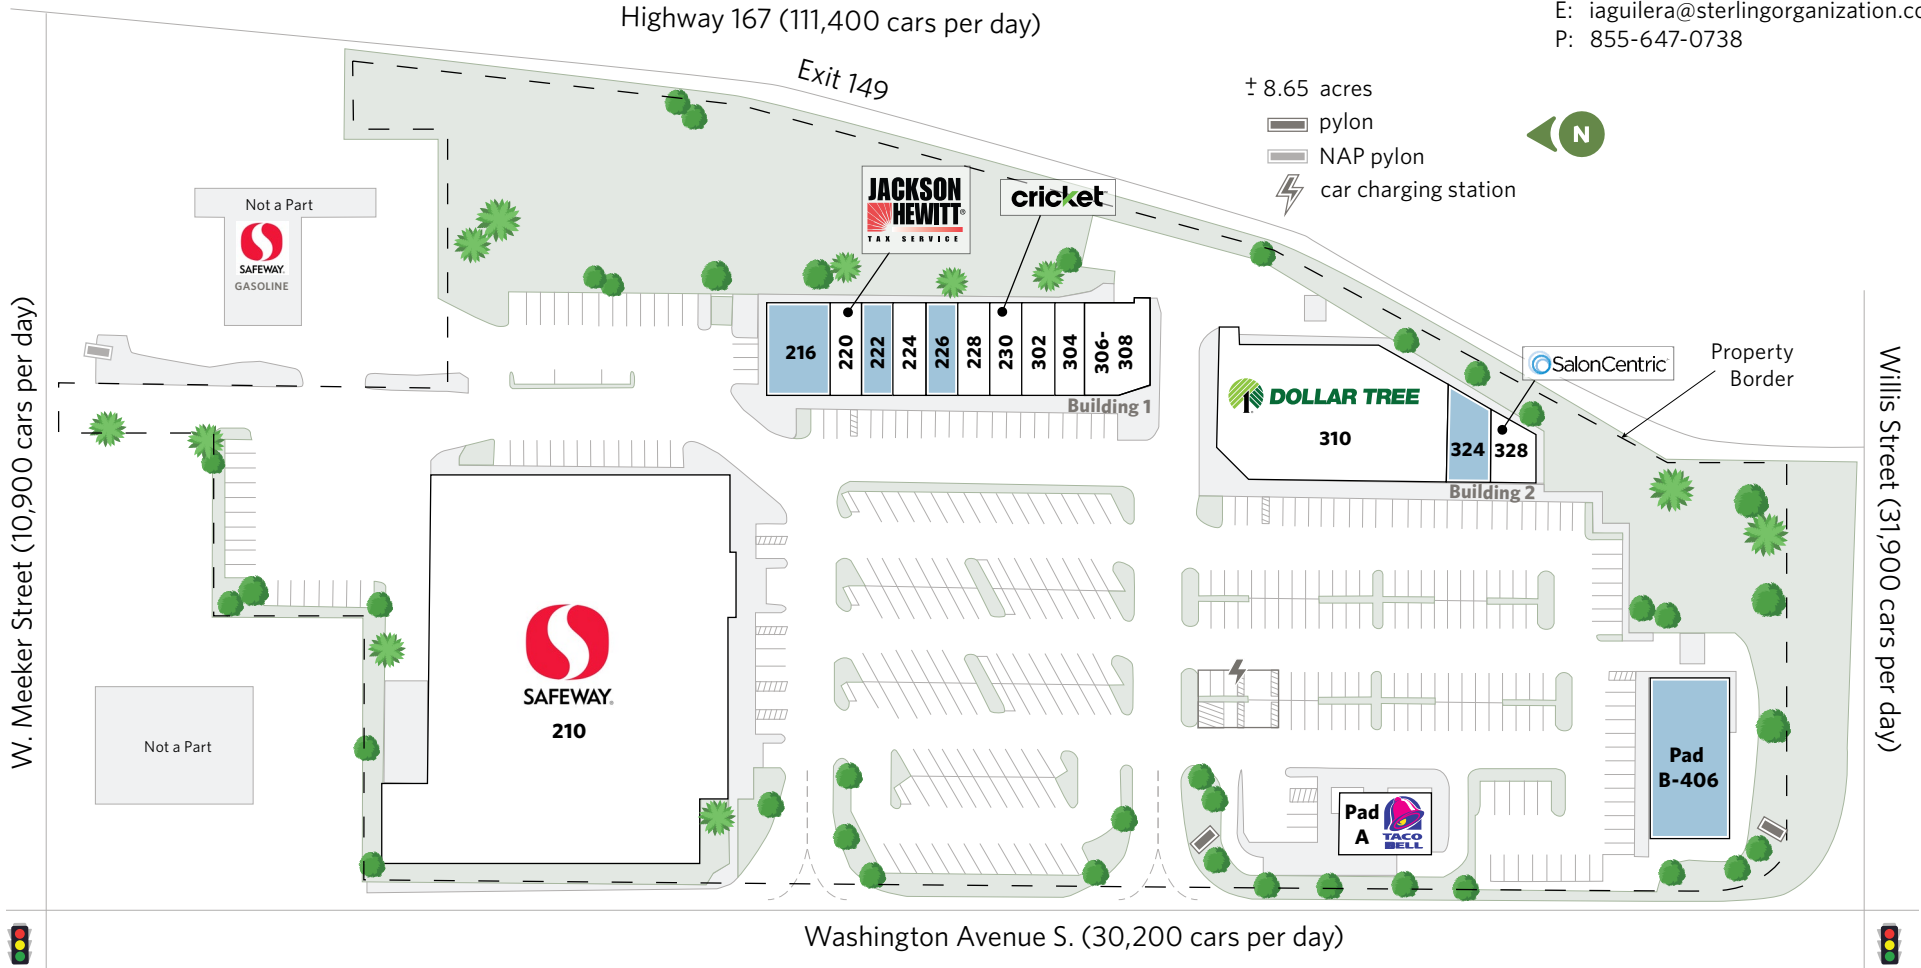 Highway 167 (111,400 cars per day)
E: iaguilera@sterlingorganization.co
P: 855-647-0738
Exit 149
± 8.65 acres
pylon
NAP pylon
car charging station
N
Not a Part
SAFEWAY
GASOLINE
JACKSON
HEWITT®
TAX SERVICE
cricket
216
220
222
224
226
228
230
302
304
306-
308
Building 1
DOLLAR TREE
310
324
328
Building 2
SalonCentric
Property
Border
W. Meeker Street (10,900 cars per day)
Willis Street (31,900 cars per day)
SAFEWAY
210
Not a Part
Pad
A
TACO
BELL
Pad
B-406
Washington Avenue S. (30,200 cars per day)